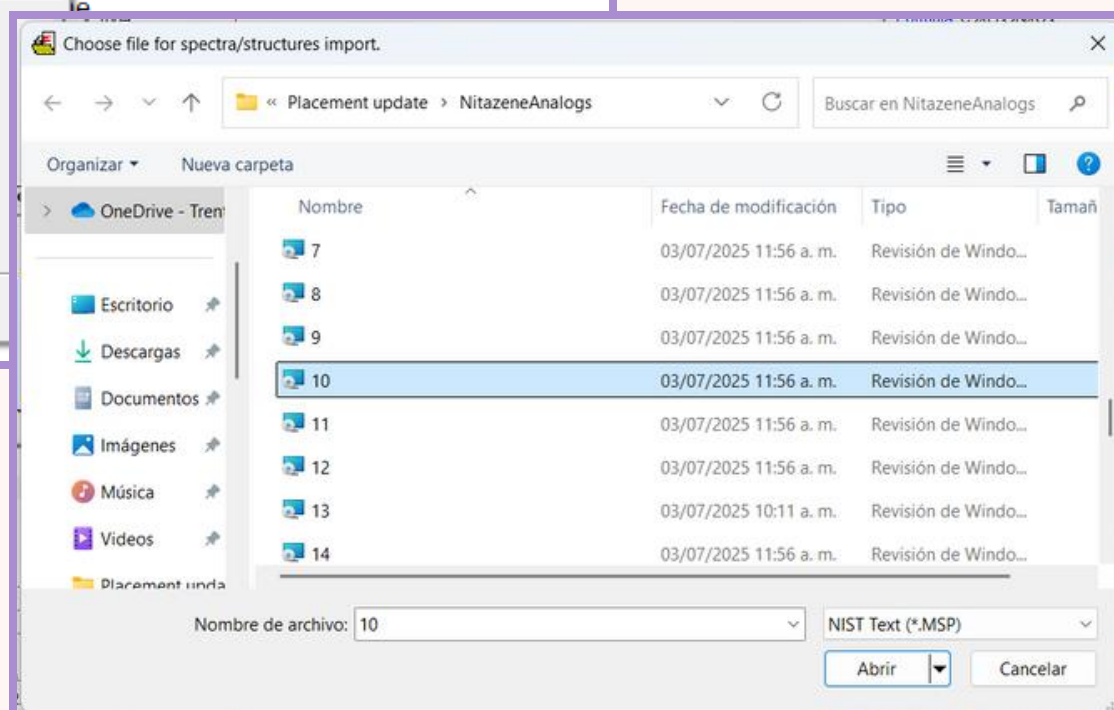 Choose file for spectra/structures import.
« Placement update > NitazeneAnalogs
Buscar en NitazeneAnalogs
Organizar
Nueva carpeta
OneDrive - Tren
Nombre
Fecha de modificación
Tipo
Tamañ
Escritorio
Descargas
Documentos
Imágenes
Música
Videos
Placement upda
7 03/07/2025 11:56 a. m. Revisión de Windo...
8 03/07/2025 11:56 a. m. Revisión de Windo...
9 03/07/2025 11:56 a. m. Revisión de Windo...
10 03/07/2025 11:56 a. m. Revisión de Windo...
11 03/07/2025 11:56 a. m. Revisión de Windo...
12 03/07/2025 11:56 a. m. Revisión de Windo...
13 03/07/2025 10:11 a. m. Revisión de Windo...
14 03/07/2025 11:56 a. m. Revisión de Windo...
Nombre de archivo: 10
NIST Text (*.MSP)
Abrir
Cancelar